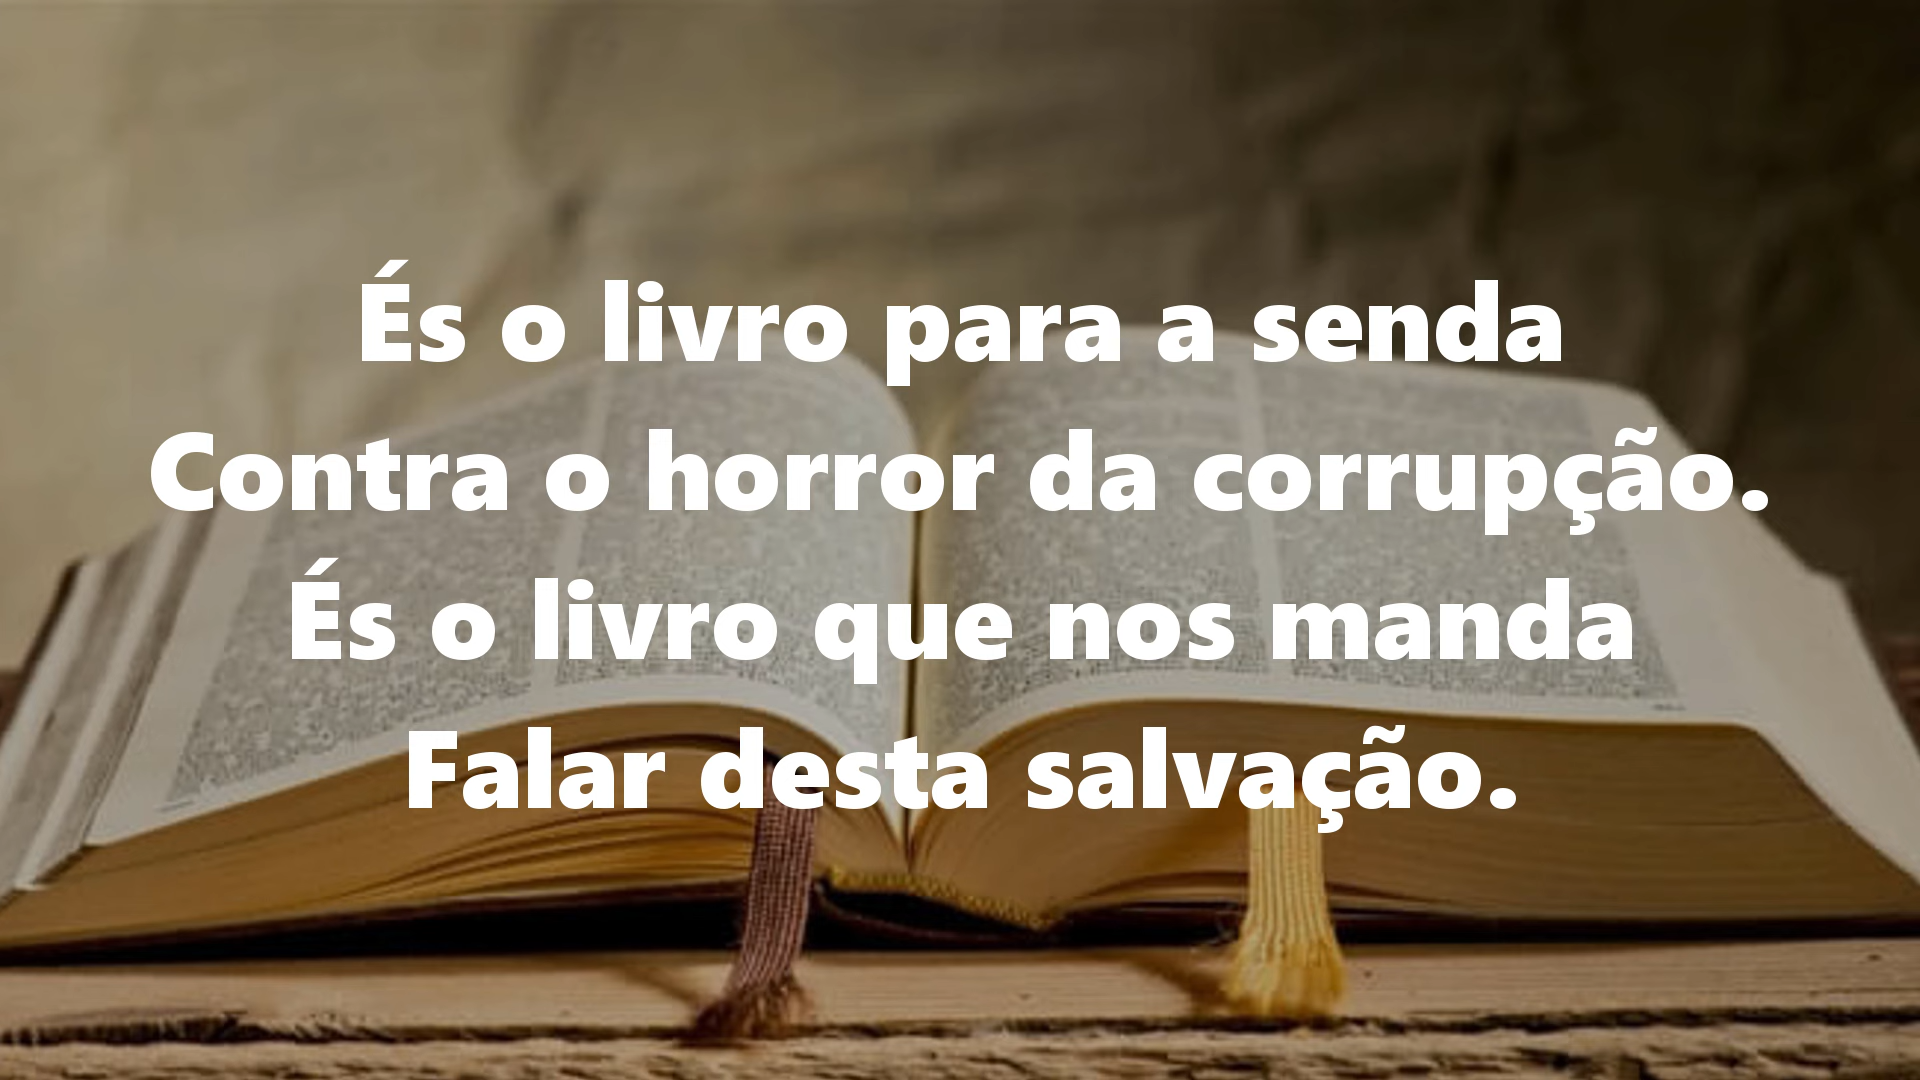 És o livro para a senda
Contra o horror da corrupção.
És o livro que nos manda
Falar desta salvação.